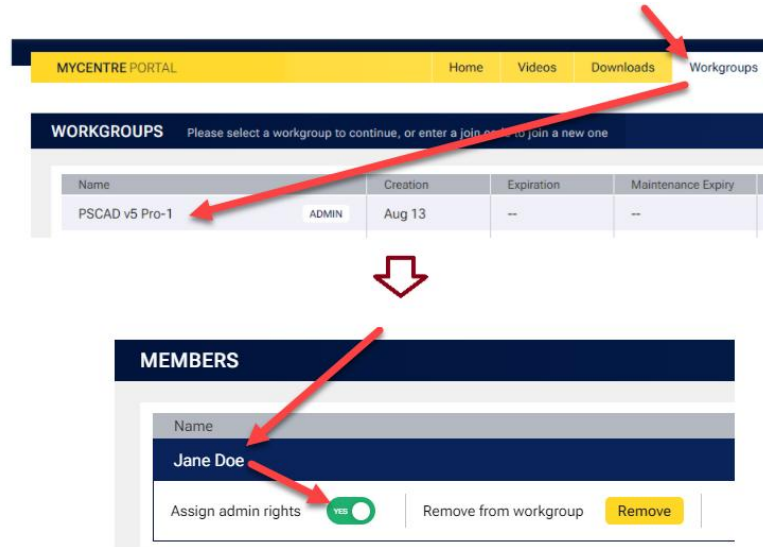 MYCENTRE PORTAL Home Videos Downloads Workgroups
WORKGROUPS Please select a workgroup to continue, or enter a join code to join a new one
Name Creation Expiration Maintenance Expiry
PSCAD v5 Pro-1 ADMIN Aug 13 -- --
MEMBERS
Name
Jane Doe
Assign admin rights YES Remove from workgroup Remove